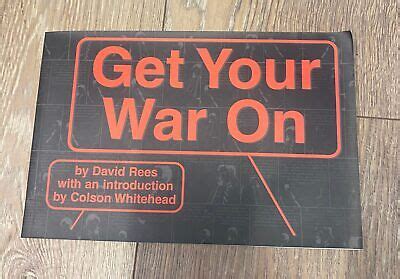 Get Your
War On
by David Rees
with an introduction
by Colson Whitehead